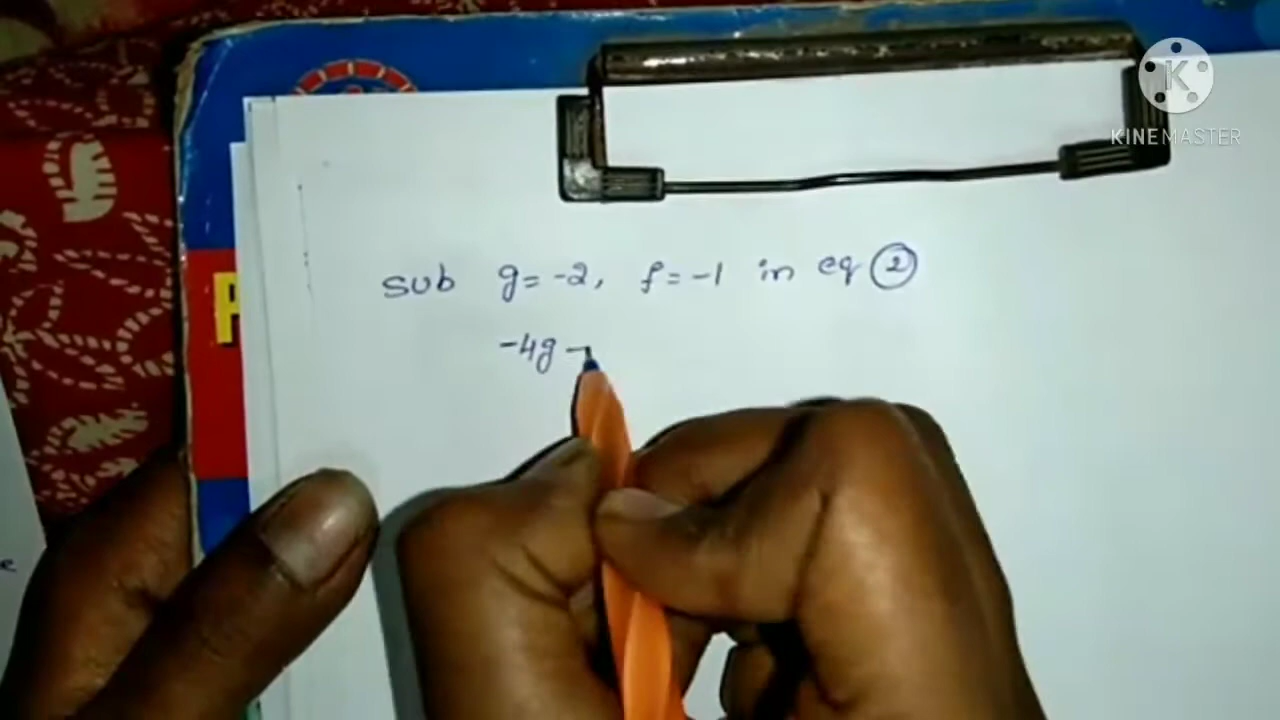 KINEMASTER
sub g = -2, f = -1 in eq ②
-4g -